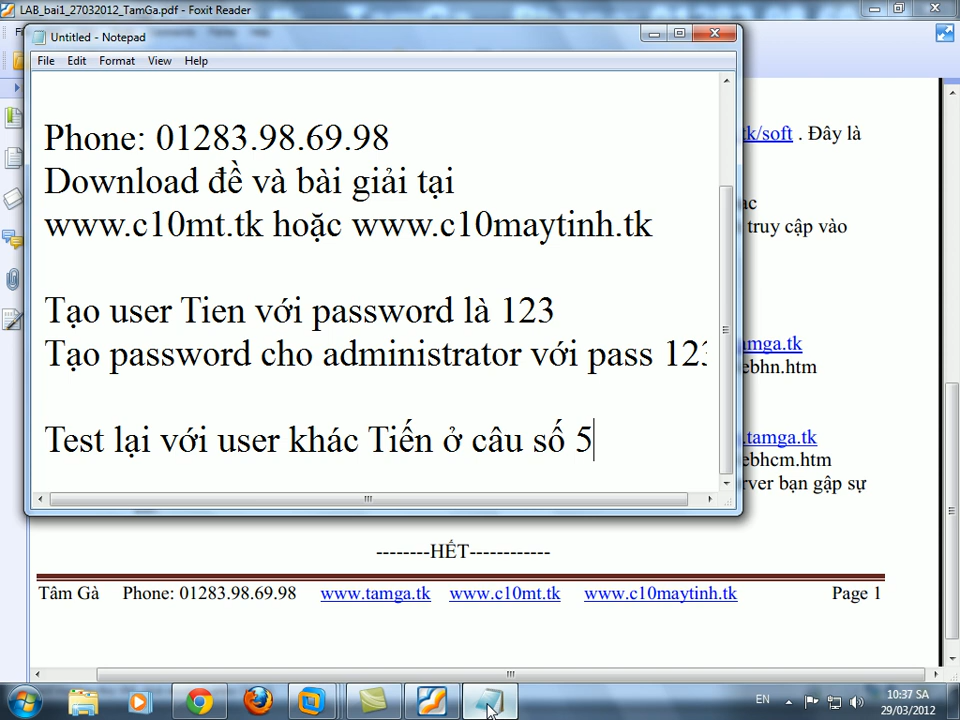 LAB_bai1_27032012_TamGa.pdf - Foxit Reader
Untitled - Notepad
File Edit Format View Help
Phone: 01283.98.69.98
Download đề và bài giải tại
www.c10mt.tk hoặc www.c10maytinh.tk
Tạo user Tien với password là 123
Tạo password cho administrator với pass 123
Test lại với user khác Tiến ở câu số 5
tk/soft . Đây là
ac
truy cập vào
amga.tk
ebhn.htm
.tamga.tk
ebhcm.htm
rver bạn gập sự
--------HẾT------------
Tâm Gà Phone: 01283.98.69.98 www.tamga.tk www.c10mt.tk www.c10maytinh.tk Page 1
EN
10:37 SA
29/03/2012